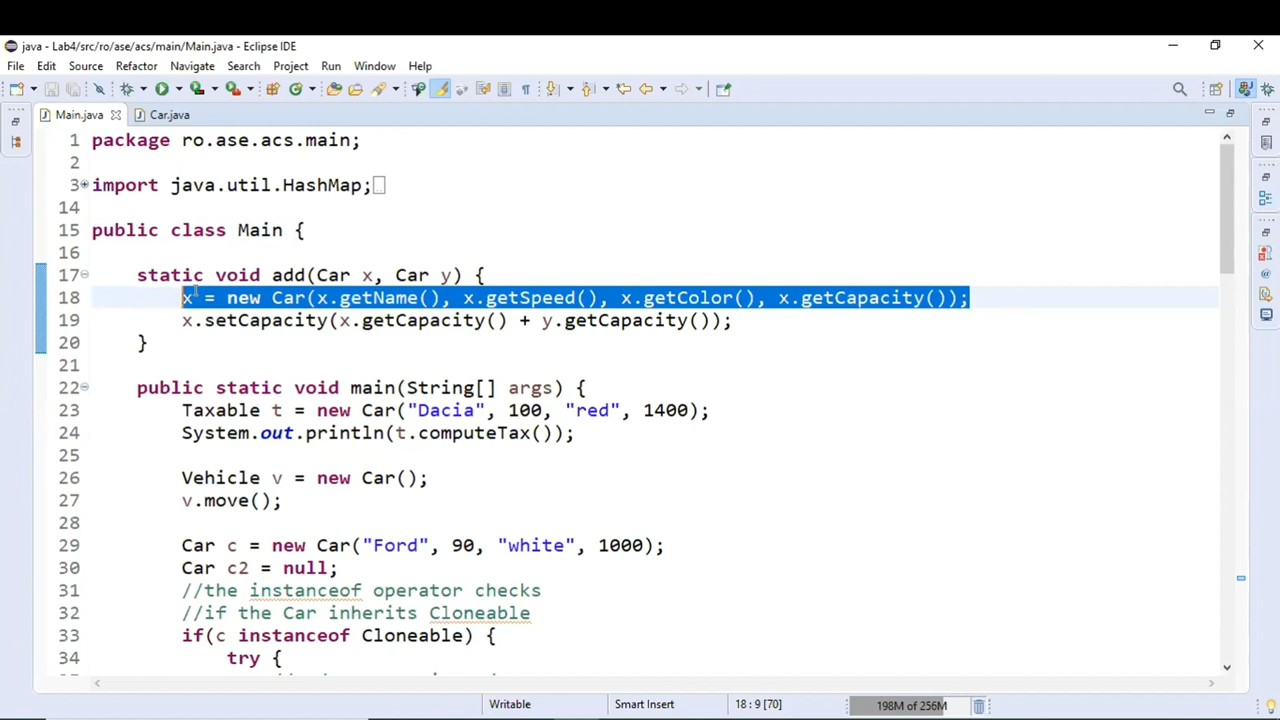 java - Lab4/src/ro/ase/acs/main/Main.java - Eclipse IDE
File Edit Source Refactor Navigate Search Project Run Window Help
Main.java Car.java
1 package ro.ase.acs.main;
2
3 import java.util.HashMap;
14
15 public class Main {
16
17 static void add(Car x, Car y) {
18 x = new Car(x.getName(), x.getSpeed(), x.getColor(), x.getCapacity());
19 x.setCapacity(x.getCapacity() + y.getCapacity());
20 }
21
22 public static void main(String[] args) {
23 Taxable t = new Car("Dacia", 100, "red", 1400);
24 System.out.println(t.computeTax());
25
26 Vehicle v = new Car();
27 v.move();
28
29 Car c = new Car("Ford", 90, "white", 1000);
30 Car c2 = null;
31 //the instanceof operator checks
32 //if the Car inherits Cloneable
33 if(c instanceof Cloneable) {
34 try {
Writable Smart Insert 18 : 9 [70] 198M of 256M